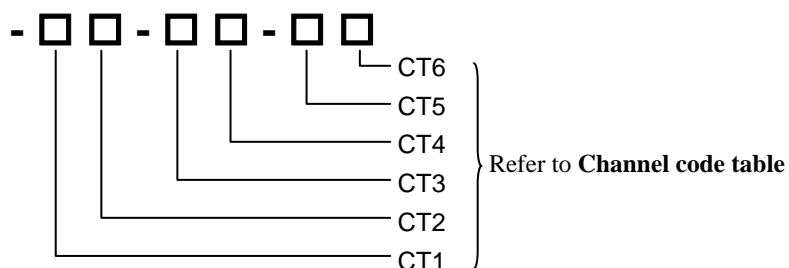 - □ □ - □ □ - □ □
CT6
CT5
CT4
CT3
CT2
CT1
Refer to Channel code table